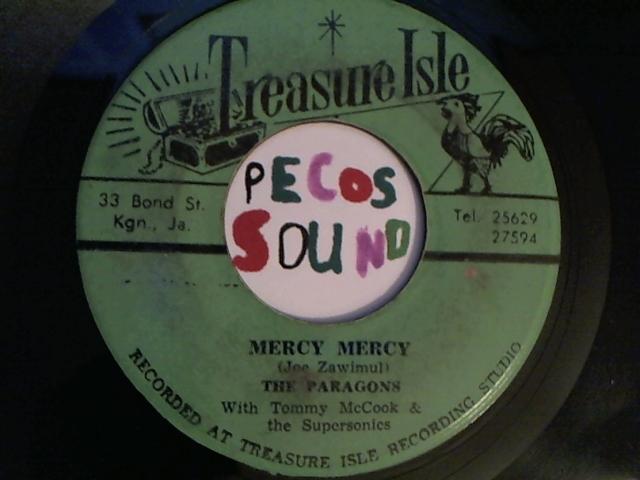 Treasure Isle
PECOS
SOUND
33 Bond St.
Kgn., Ja.
Tel. 25629
27594
MERCY MERCY
(Joe Zawimul)
THE PARAGONS
With Tommy McCook &
the Supersonics
RECORDED AT TREASURE ISLE RECORDING STUDIO